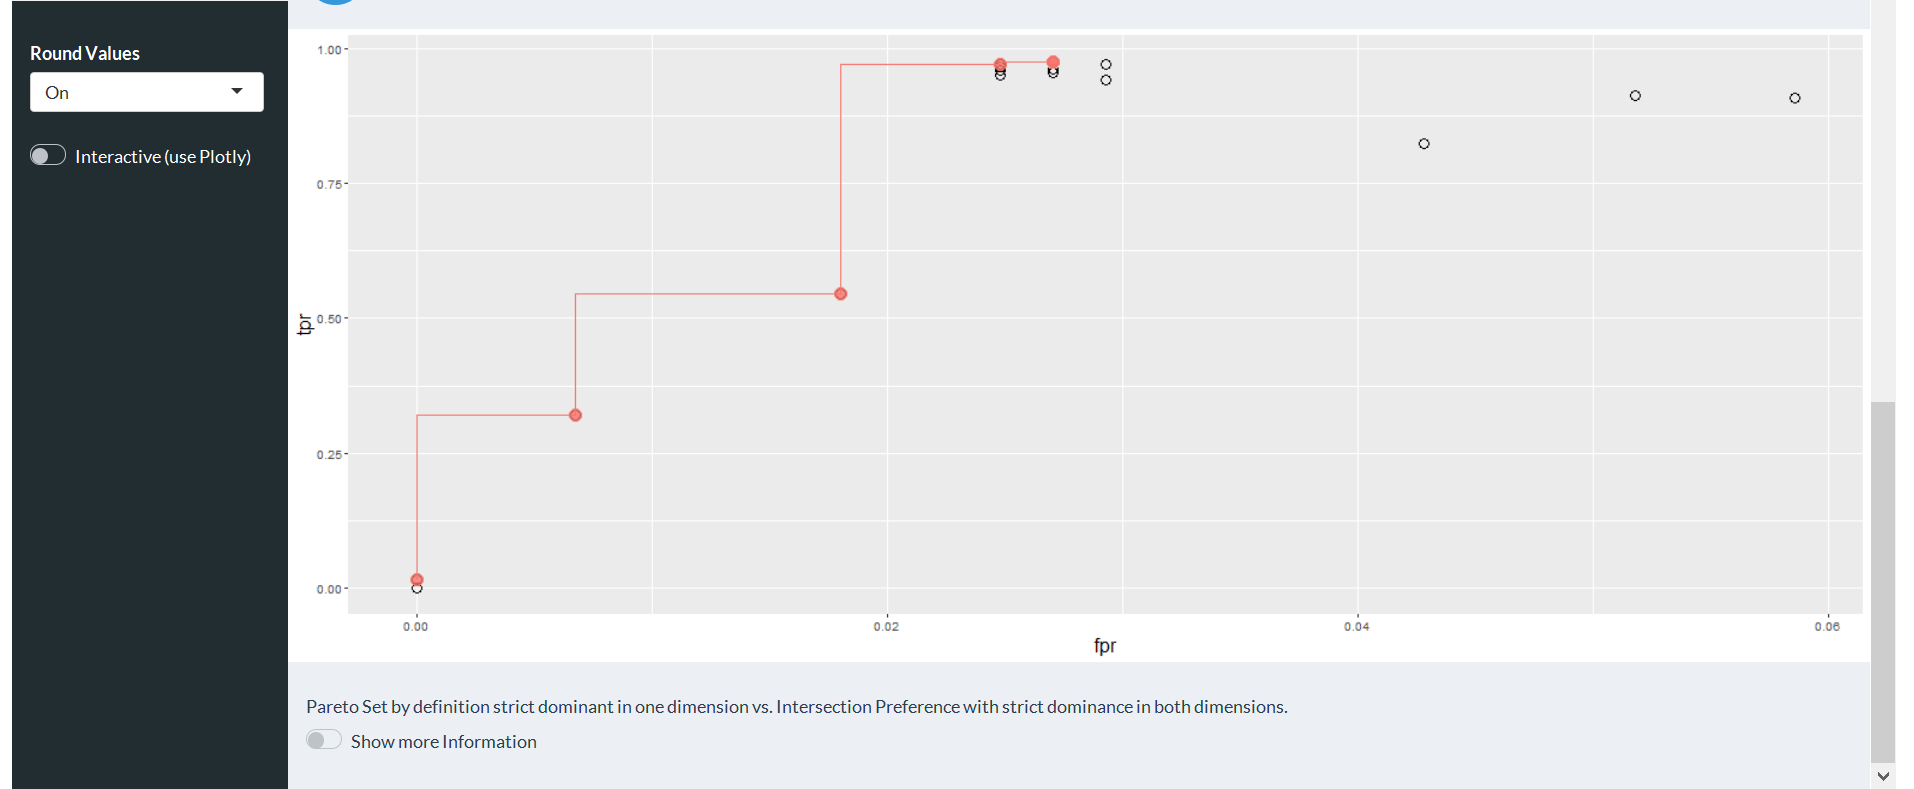 Round Values
On
Interactive (use Plotly)
1.00
0.75
0.50
0.25
0.00
tpr
0.00
0.02
0.04
0.06
fpr
Pareto Set by definition strict dominant in one dimension vs. Intersection Preference with strict dominance in both dimensions.
Show more Information